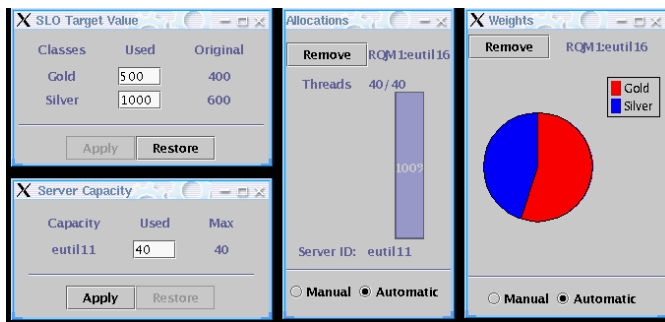 X SLO Target Value
Classes Used Original
Gold 500 400
Silver 1000 600
Apply Restore
X Server Capacity
Capacity Used Max
eutil11 40 40
Apply Restore
Allocations
Remove RQM1:eutil16
Threads 40/40
100%
Server ID: eutil11
Manual Automatic
X Weights
Remove RQM1:eutil16
Gold
Silver
Manual Automatic